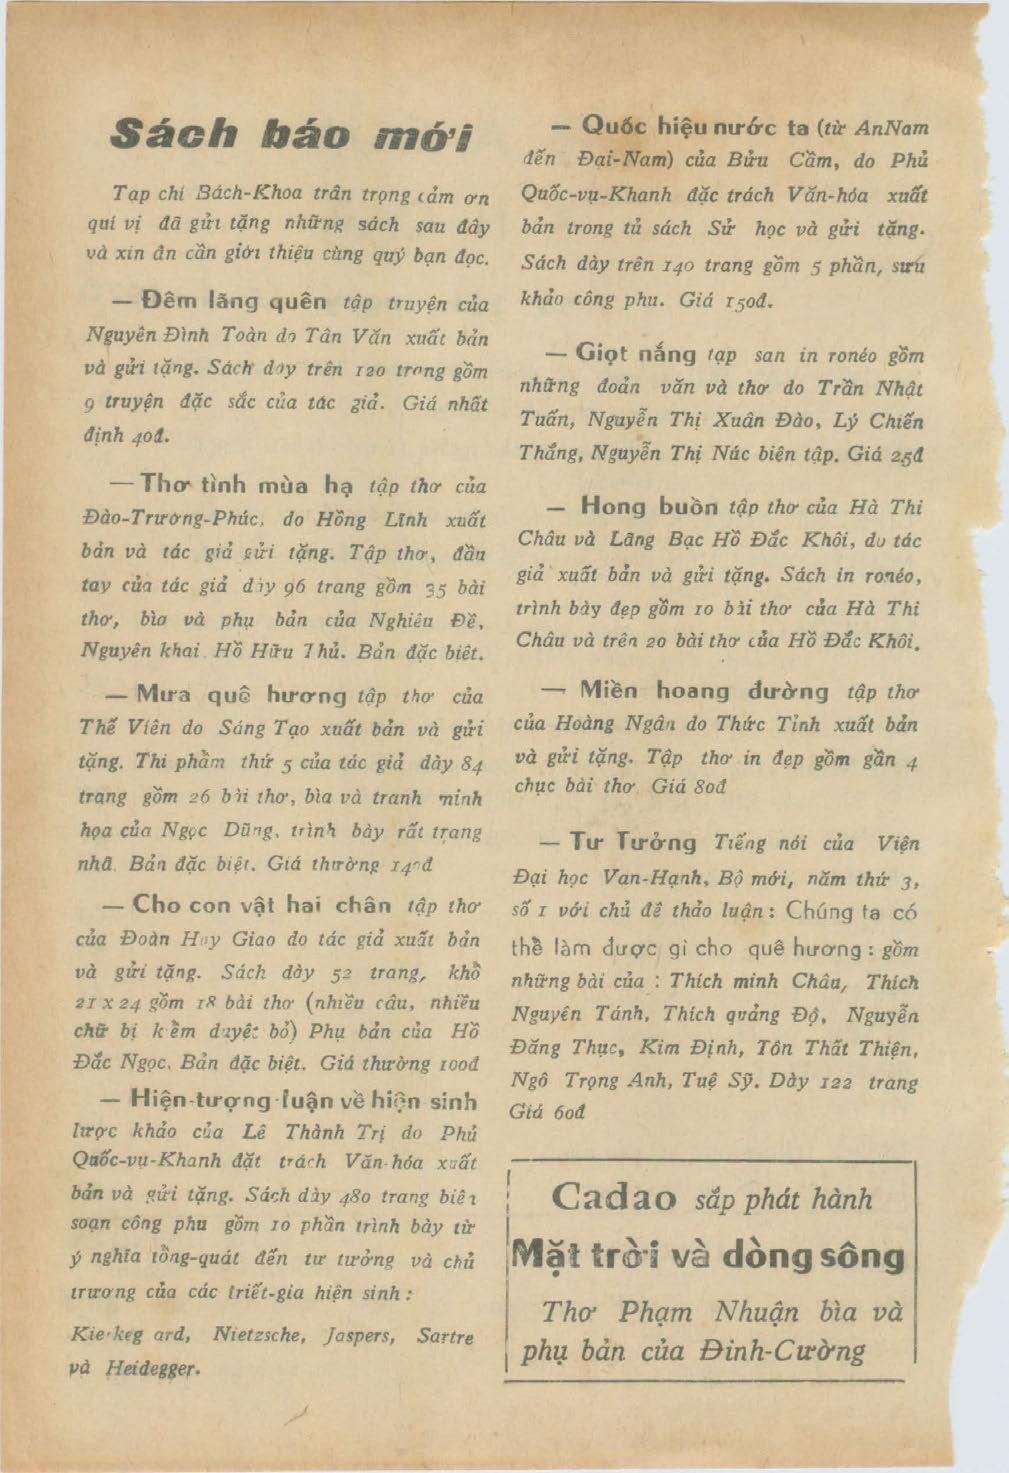 Sách báo mới
Tạp chí Bách-Khoa trân trọng cảm ơn
quí vị đã gửi tặng những sách sau đây
và xin ân cần giới thiệu cùng quý bạn đọc.
— Đêm lãng quên tập truyện của
Nguyên Đình Toàn do Tân Văn xuất bản
và gửi tặng. Sách dày trên 120 trang gồm
9 truyện đặc sắc của tác giả. Giá nhất
định 40đ.
— Thơ tình mùa hạ tập thơ của
Đào-Trường-Phúc, do Hồng Lĩnh xuất
bản và tác giả gửi tặng. Tập thơ, đầu
tay của tác giả dày 96 trang gồm 35 bài
thơ, bìa và phụ bản của Nghiêu Đề,
Nguyên khai Hồ Hữu Thủ. Bản đặc biệt.
— Mưa quê hương tập thơ của
Thế Viên do Sáng Tạo xuất bản và gửi
tặng. Thi phẩm thứ 5 của tác giả dày 84
trang gồm 26 bài thơ, bìa và tranh minh
họa của Ngọc Dũng, trình bày rất trang
nhã. Bản đặc biệt. Giá thường 140đ
— Cho con vật hai chân tập thơ
của Đoàn Huy Giao do tác giả xuất bản
và gửi tặng. Sách dày 52 trang, khổ
21 x 24 gồm 18 bài thơ (nhiều câu, nhiều
chữ bị kềm duyệt bỏ) Phụ bản của Hồ
Đắc Ngọc. Bản đặc biệt. Giá thường 100đ
— Hiện-tượng-luận về hiện sinh
lược khảo của Lê Thành Trị do Phủ
Quốc-vụ-Khanh đặt trách Văn-hóa xuất
bản và gửi tặng. Sách dày 480 trang biên
soạn công phu gồm 10 phần trình bày từ
ý nghĩa tổng-quát đến tư tưởng và chủ
trương của các triết-gia hiện sinh :
Kierkeg ard, Nietzsche, Jaspers, Sartre
và Heidegger.
— Quốc hiệu nước ta (từ AnNam
đến Đại-Nam) của Bửu Cầm, do Phủ
Quốc-vụ-Khanh đặc trách Văn-hóa xuất
bản trong tủ sách Sử học và gửi tặng.
Sách dày trên 140 trang gồm 5 phần, sưu
khảo công phu. Giá 150đ.
— Giọt nắng tạp san in ronéo gồm
những đoản văn và thơ do Trần Nhật
Tuấn, Nguyễn Thị Xuân Đào, Lý Chiến
Thắng, Nguyễn Thị Núc biên tập. Giá 25đ
— Hong buồn tập thơ của Hà Thi
Châu và Lãng Bạc Hồ Đắc Khôi, do tác
giả xuất bản và gửi tặng. Sách in ronéo,
trình bày đẹp gồm 10 bài thơ của Hà Thi
Châu và trên 20 bài thơ của Hồ Đắc Khôi.
— Miền hoang đường tập thơ
của Hoàng Ngân do Thức Tỉnh xuất bản
và gửi tặng. Tập thơ in đẹp gồm gần 4
chục bài thơ Giá 80đ
— Tư Tưởng Tiếng nói của Viện
Đại học Vạn-Hạnh, Bộ mới, năm thứ 3,
số 1 với chủ đề thảo luận : Chúng ta có
thể làm được gì cho quê hương : gồm
những bài của : Thích minh Châu, Thích
Nguyên Tánh, Thích quảng Độ, Nguyễn
Đăng Thục, Kim Định, Tôn Thất Thiện,
Ngô Trọng Anh, Tuệ Sỹ. Dày 122 trang
Giá 60đ
Cadao sắp phát hành
Mặt trời và dòng sông
Thơ Phạm Nhuận bìa và
phụ bản của Đinh-Cường